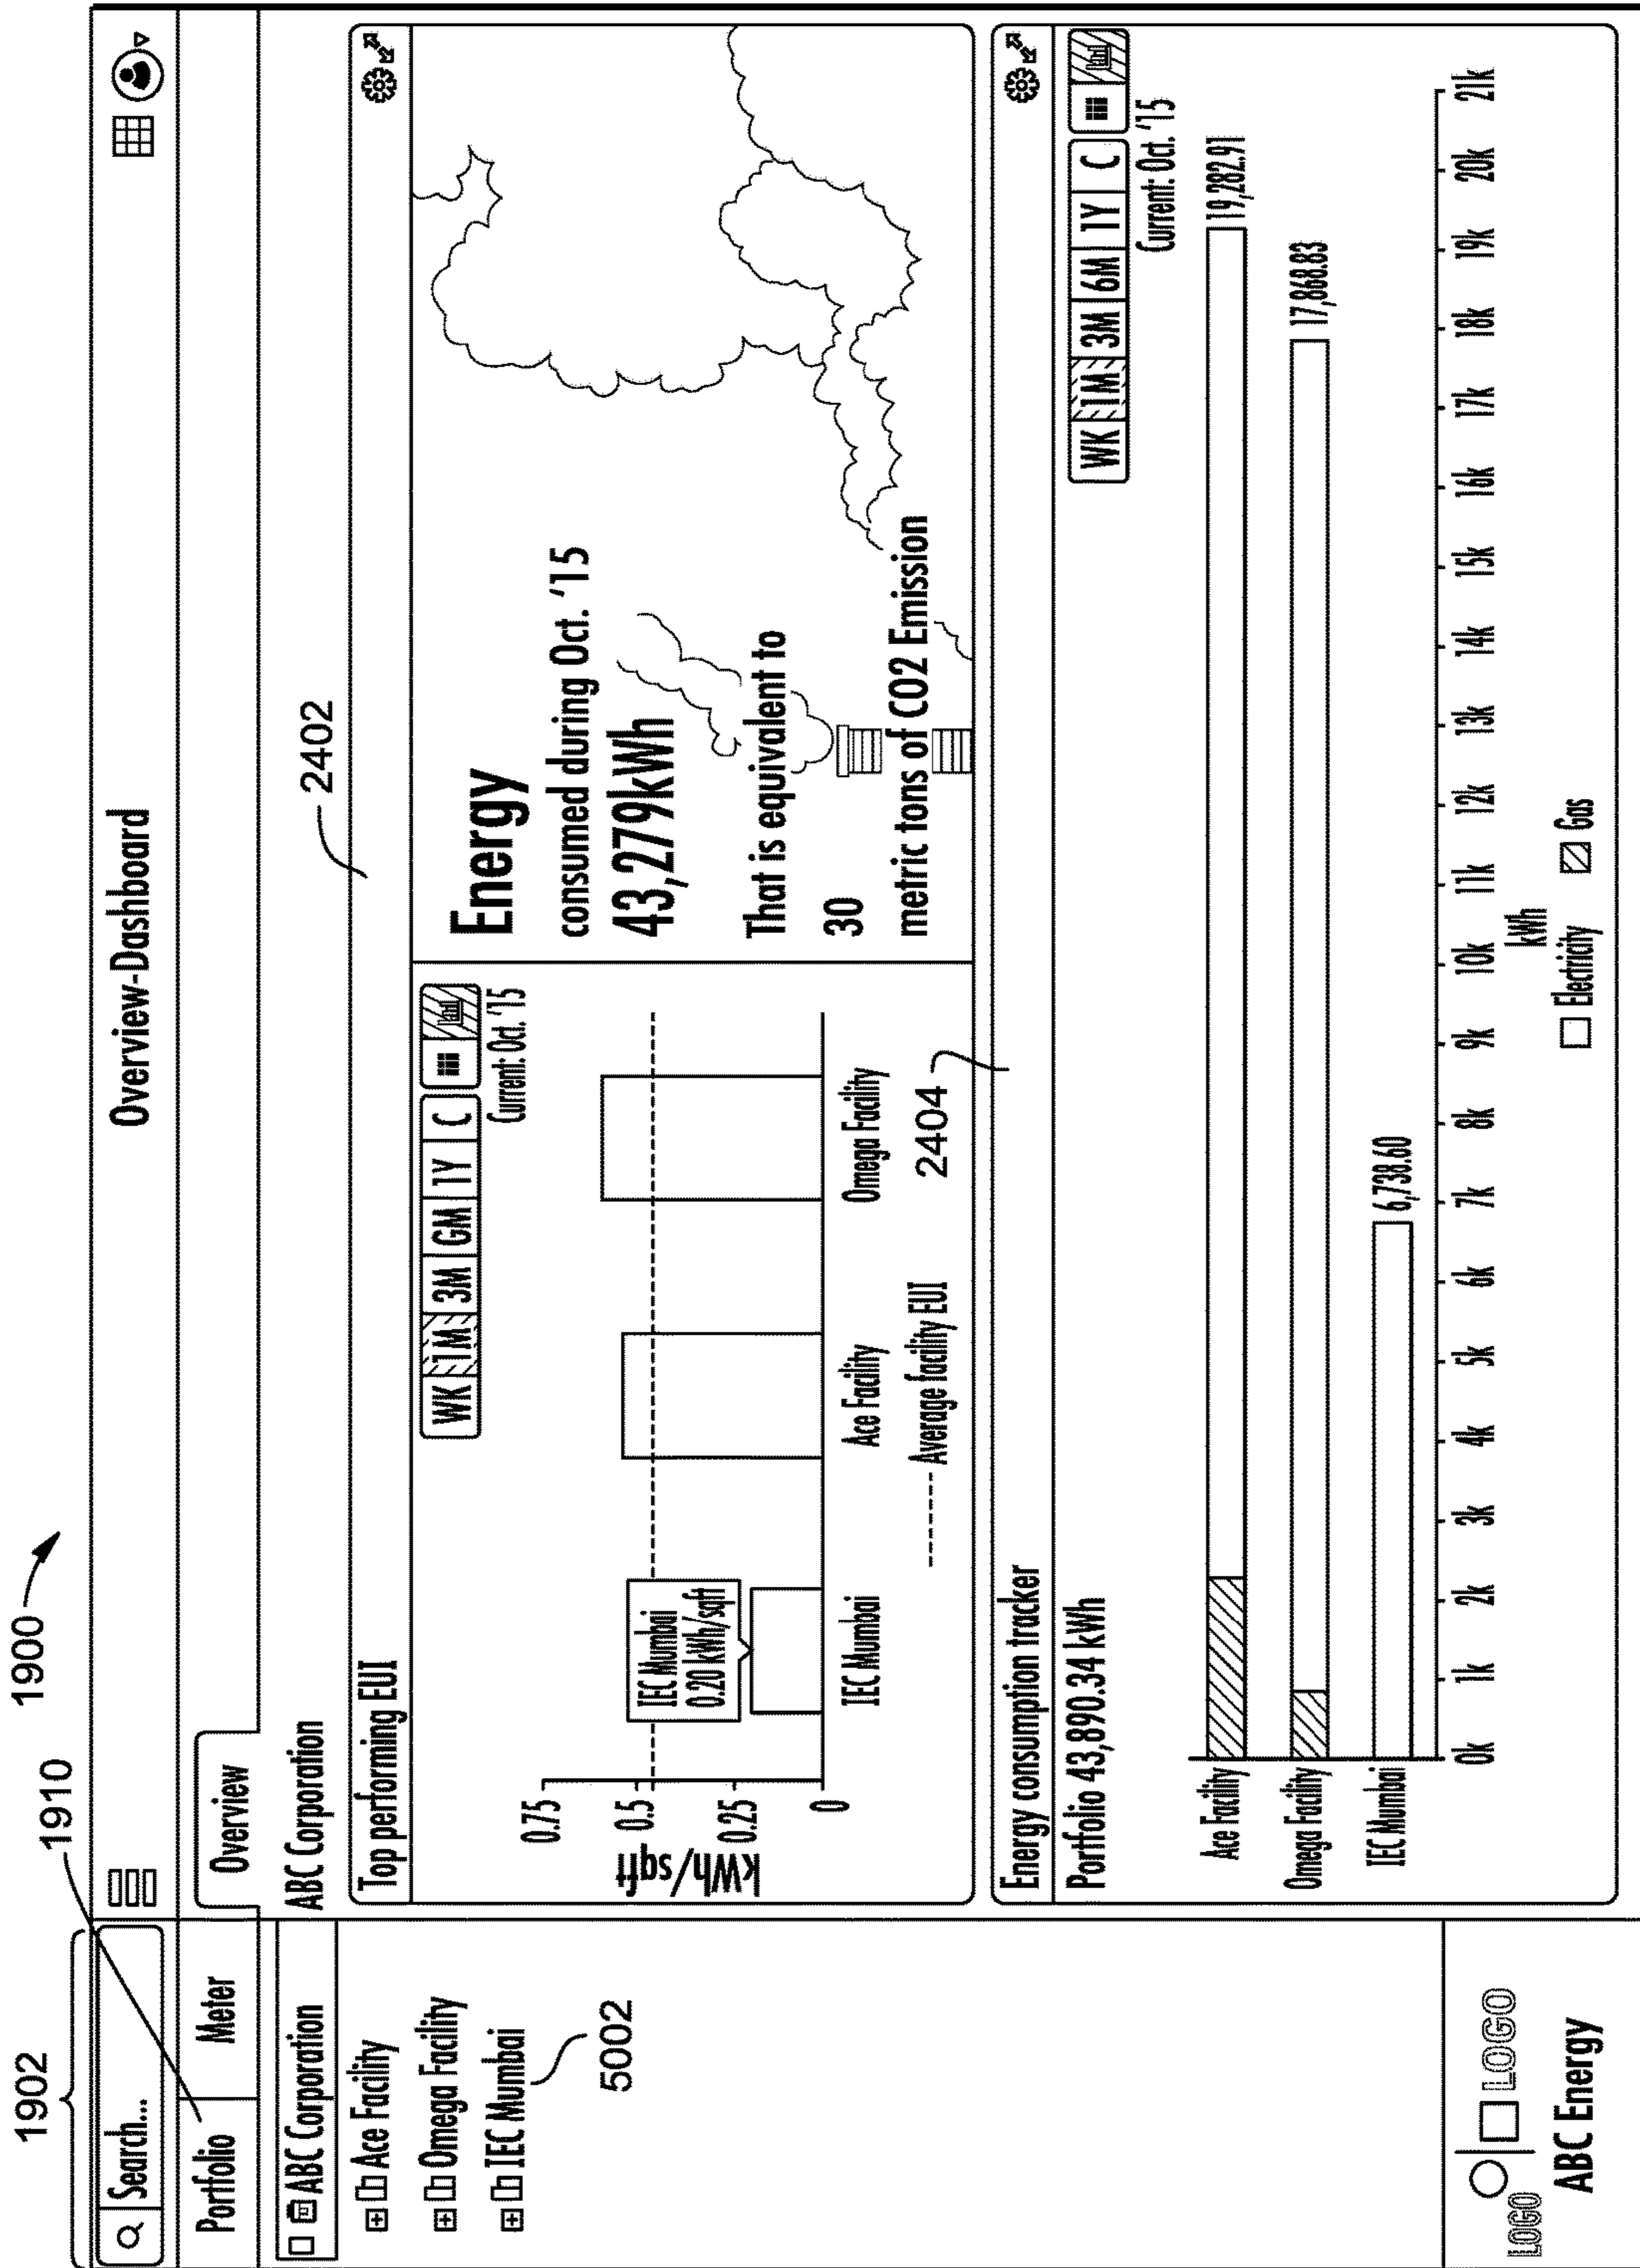 1900
1902
1910
Search...
Overview-Dashboard
Portfolio
Meter
Overview
ABC Corporation
ABC Corporation
Ace Facility
Omega Facility
IEC Mumbai
5002
2402
Top performing EUI
WK 1M 3M GM 1Y C
Current: Oct. '15
kWh/sqft
0.75
0.5
0.25
0
IEC Mumbai
0.20 kWh/sqft
IEC Mumbai
Ace Facility
Omega Facility
Average facility EUI
Energy
consumed during Oct. '15
43,279kWh
That is equivalent to
30
metric tons of CO2 Emission
2404
Energy consumption tracker
Portfolio 43,890.34 kWh
WK 1M 3M 6M 1Y C
Current: Oct. '15
Ace Facility
19,282.91
Omega Facility
17,868.83
IEC Mumbai
6,738.60
0k 1k 2k 3k 4k 5k 6k 7k 8k 9k 10k 11k 12k 13k 14k 15k 16k 17k 18k 19k 20k 21k
kWh
Electricity Gas
LOGO
LOGO
ABC Energy